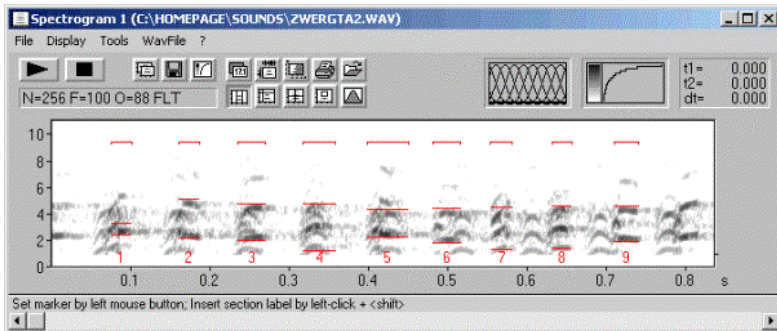 Spectrogram 1 (C:\HOMEPAGE\SOUNDS\ZWERGTA2.WAV)
File Display Tools WavFile ?
t1= 0.000
t2= 0.000
dt= 0.000
N=256 F=100 O=88 FLT
10
8
6
4
2
0
1 2 3 4 5 6 7 8 9
0.1 0.2 0.3 0.4 0.5 0.6 0.7 0.8 s
Set marker by left mouse button; Insert section label by left-click + <shift>